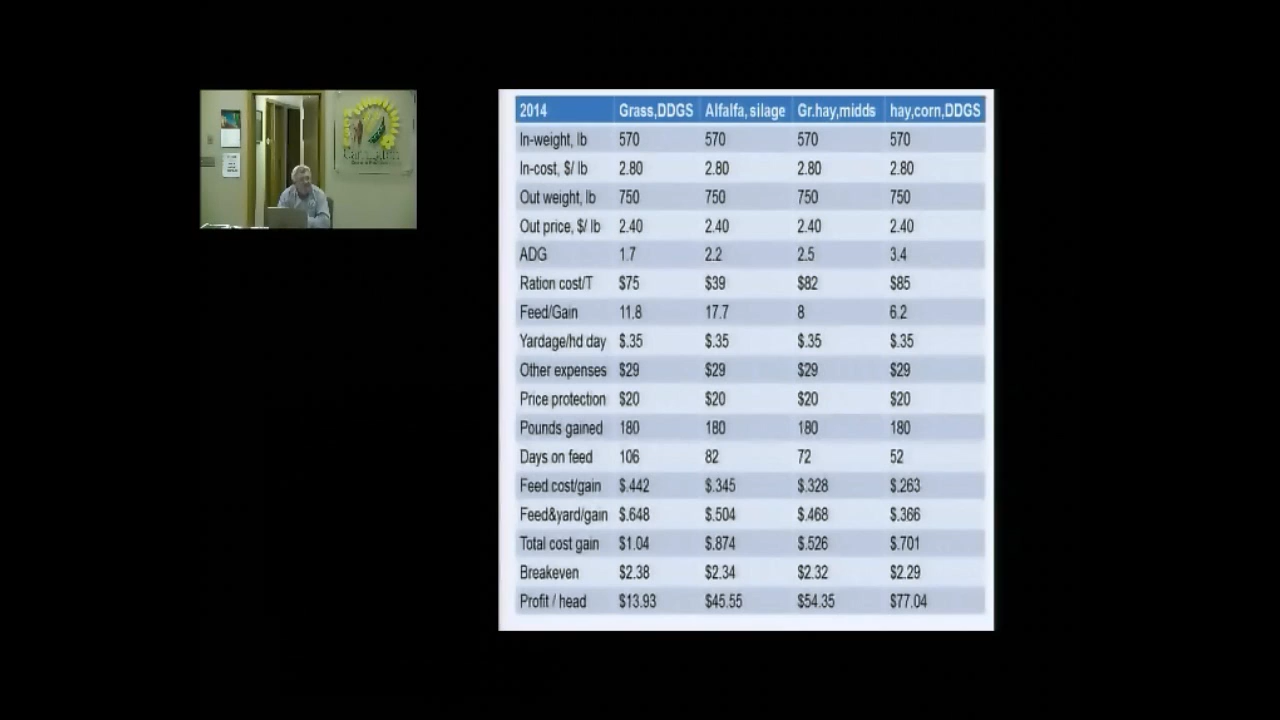 2014 Grass,DDGS Alfalfa, silage Gr.hay,midds hay,corn,DDGS
In-weight, lb 570 570 570 570
In-cost, $/ lb 2.80 2.80 2.80 2.80
Out weight, lb 750 750 750 750
Out price, $/ lb 2.40 2.40 2.40 2.40
ADG 1.7 2.2 2.5 3.4
Ration cost/T $75 $39 $82 $85
Feed/Gain 11.8 17.7 8 6.2
Yardage/hd day $.35 $.35 $.35 $.35
Other expenses $29 $29 $29 $29
Price protection $20 $20 $20 $20
Pounds gained 180 180 180 180
Days on feed 106 82 72 52
Feed cost/gain $.442 $.345 $.328 $.263
Feed&yard/gain $.648 $.504 $.468 $.366
Total cost gain $1.04 $.874 $.526 $.701
Breakeven $2.38 $2.34 $2.32 $2.29
Profit / head $13.93 $45.55 $54.35 $77.04